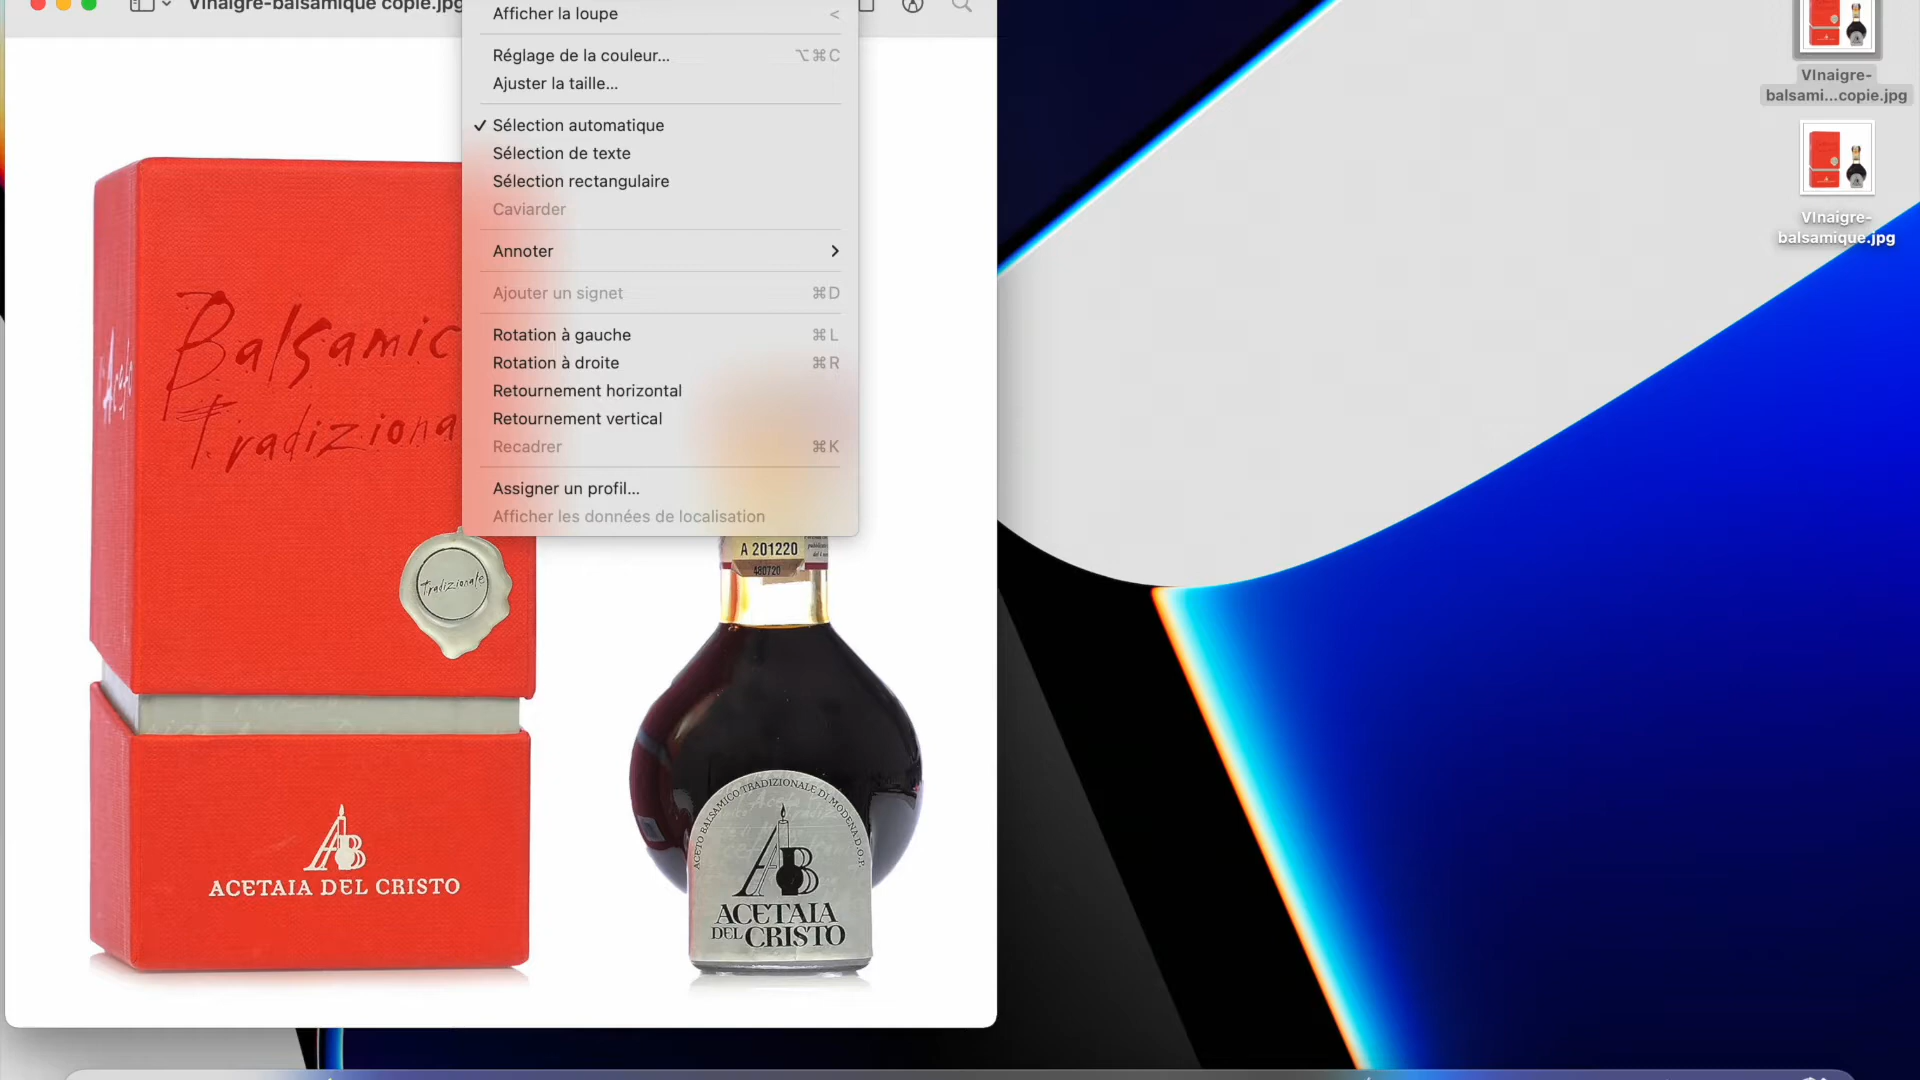 VInaigre-balsamique copie.jpg
Afficher la loupe <
Réglage de la couleur... ⌥⌘C
Ajuster la taille...
✓ Sélection automatique
Sélection de texte
Sélection rectangulaire
Caviarder
Annoter >
Ajouter un signet ⌘D
Rotation à gauche ⌘L
Rotation à droite ⌘R
Retournement horizontal
Retournement vertical
Recadrer ⌘K
Assigner un profil...
Afficher les données de localisation
VInaigre-
balsami...copie.jpg
VInaigre-
balsamique.jpg
Balsamic
Tradiziona
Tradizionale
ACETAIA DEL CRISTO
A 201220
480720
ACETO BALSAMICO TRADIZIONALE DI MODENA D.O.P.
AB
ACETAIA
DEL CRISTO